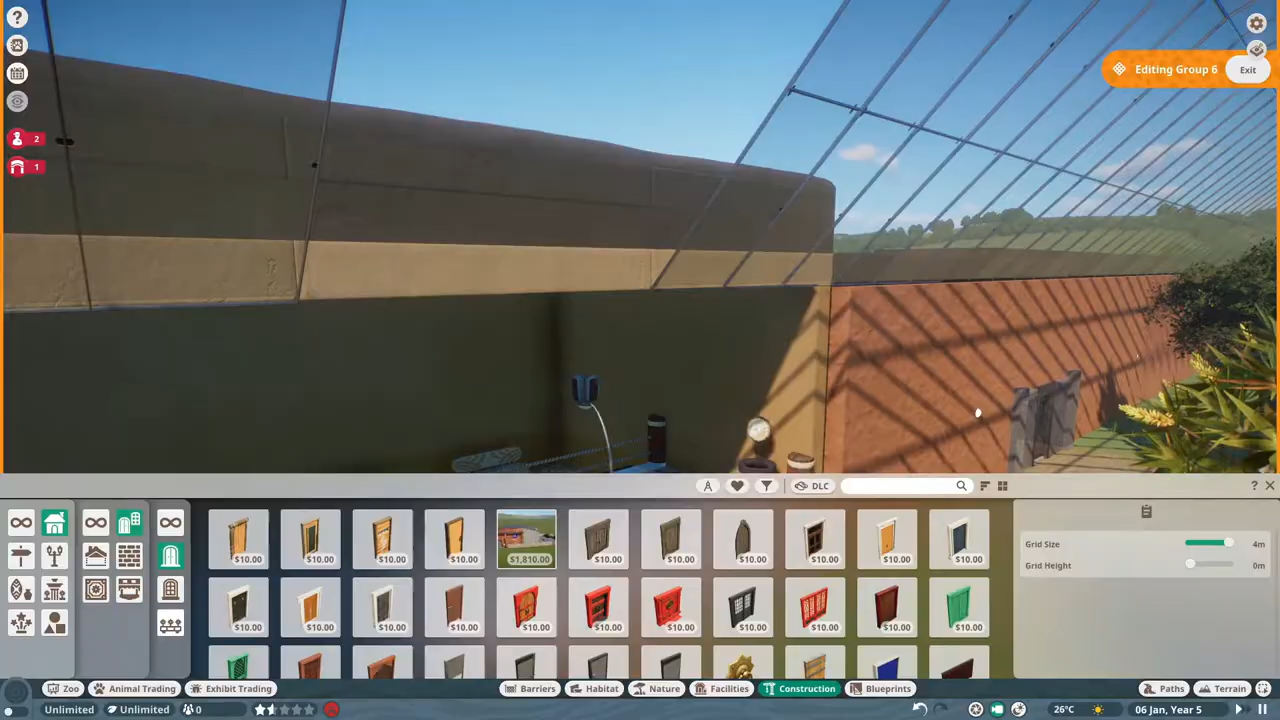 ?
Editing Group 6 Exit
2
1
DLC
?
$10.00 $10.00 $10.00 $10.00 $1,810.00 $10.00 $10.00 $10.00 $10.00 $10.00 $10.00
Grid Size 4m
Grid Height 0m
$10.00 $10.00 $10.00 $10.00 $10.00 $10.00 $10.00 $10.00 $10.00 $10.00 $10.00
Zoo Animal Trading Exhibit Trading Barriers Habitat Nature Facilities Construction Blueprints Paths Terrain
Unlimited Unlimited 0 26°C 06 Jan, Year 5